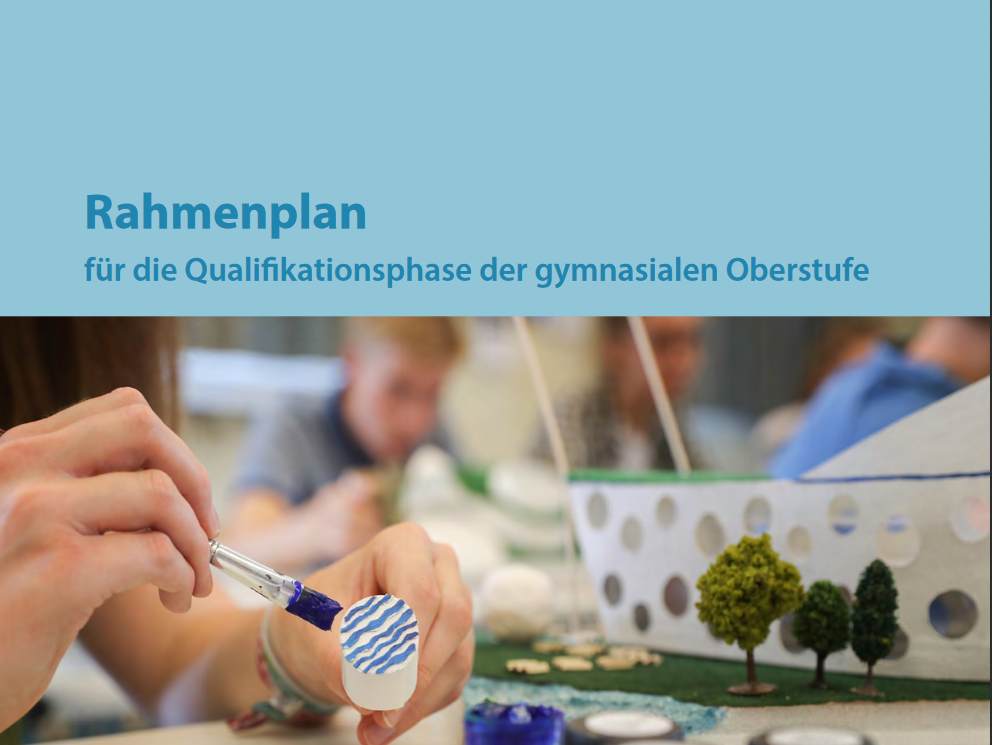 Rahmenplan
für die Qualifikationsphase der gymnasialen Oberstufe